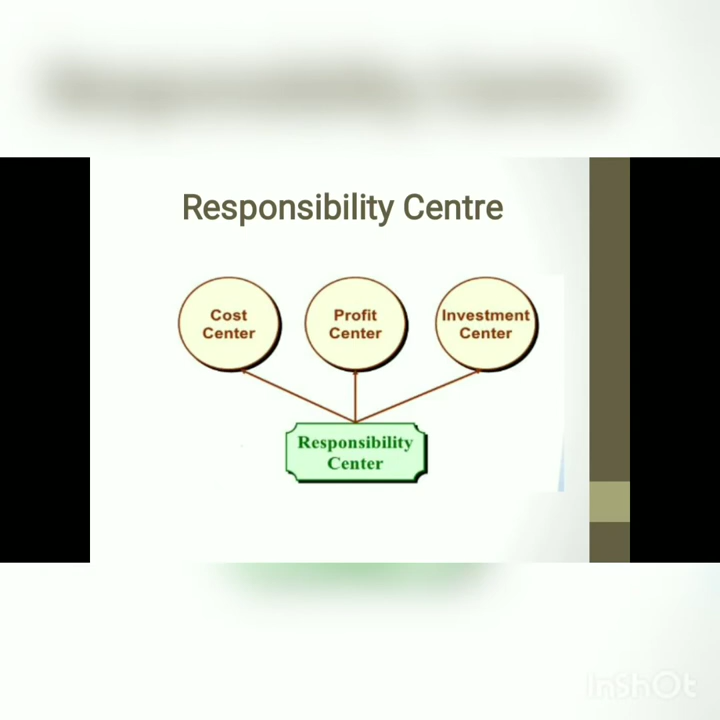 Responsibility Centre
Cost
Center
Profit
Center
Investment
Center
Responsibility
Center
InShOt